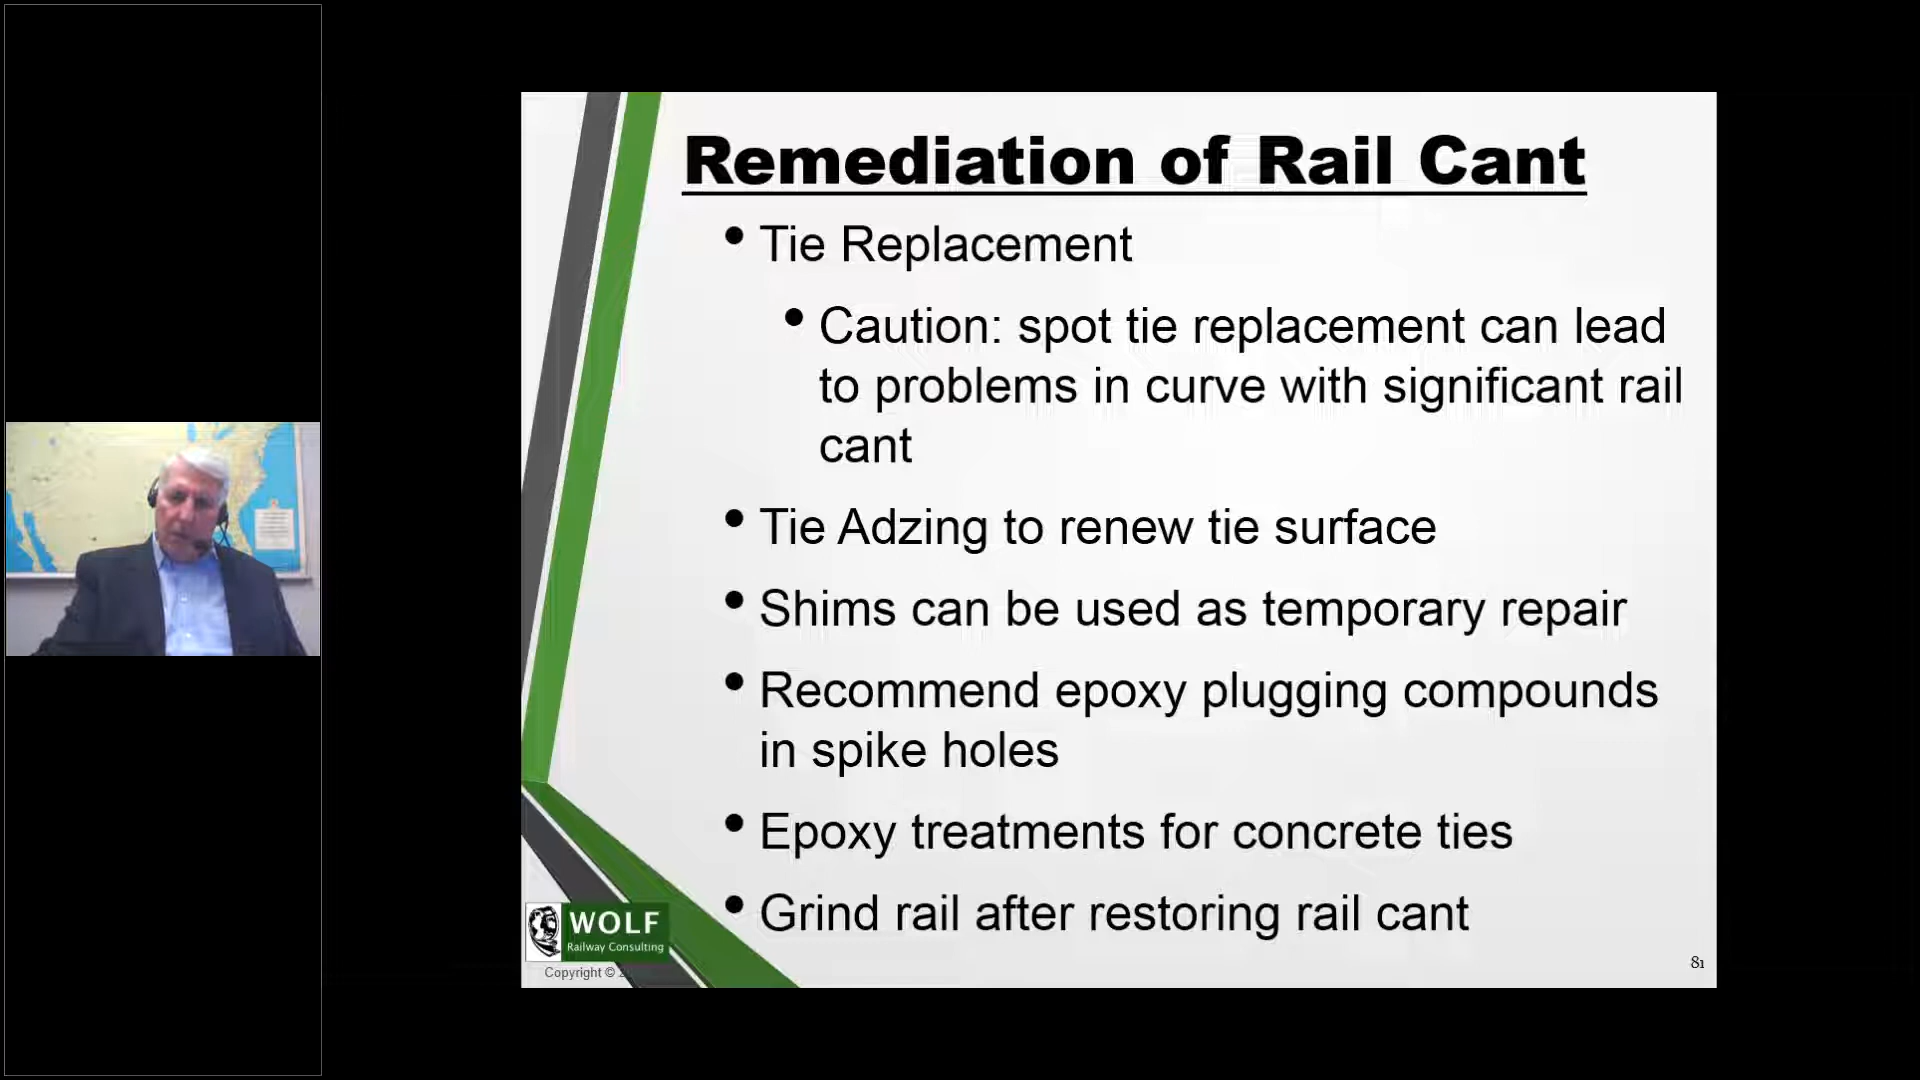 Remediation of Rail Cant
• Tie Replacement
• Caution: spot tie replacement can lead
to problems in curve with significant rail
cant
• Tie Adzing to renew tie surface
• Shims can be used as temporary repair
• Recommend epoxy plugging compounds
in spike holes
• Epoxy treatments for concrete ties
• Grind rail after restoring rail cant
WOLF
Railway Consulting
Copyright ©
81